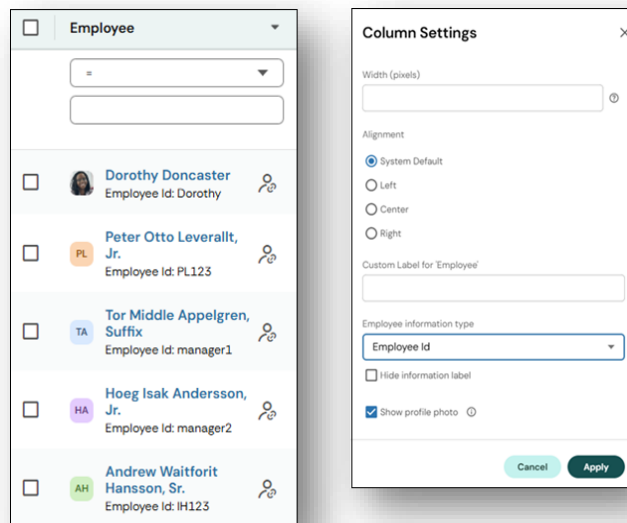 Employee
=
Dorothy Doncaster
Employee Id: Dorothy
PL
Peter Otto Leverallt,
Jr.
Employee Id: PL123
TA
Tor Middle Appelgren,
Suffix
Employee Id: manager1
HA
Hoeg Isak Andersson,
Jr.
Employee Id: manager2
AH
Andrew Waitforit
Hansson, Sr.
Employee Id: IH123
Column Settings
Width (pixels)
Alignment
System Default
Left
Center
Right
Custom Label for 'Employee'
Employee information type
Employee Id
Hide information label
Show profile photo
Cancel
Apply